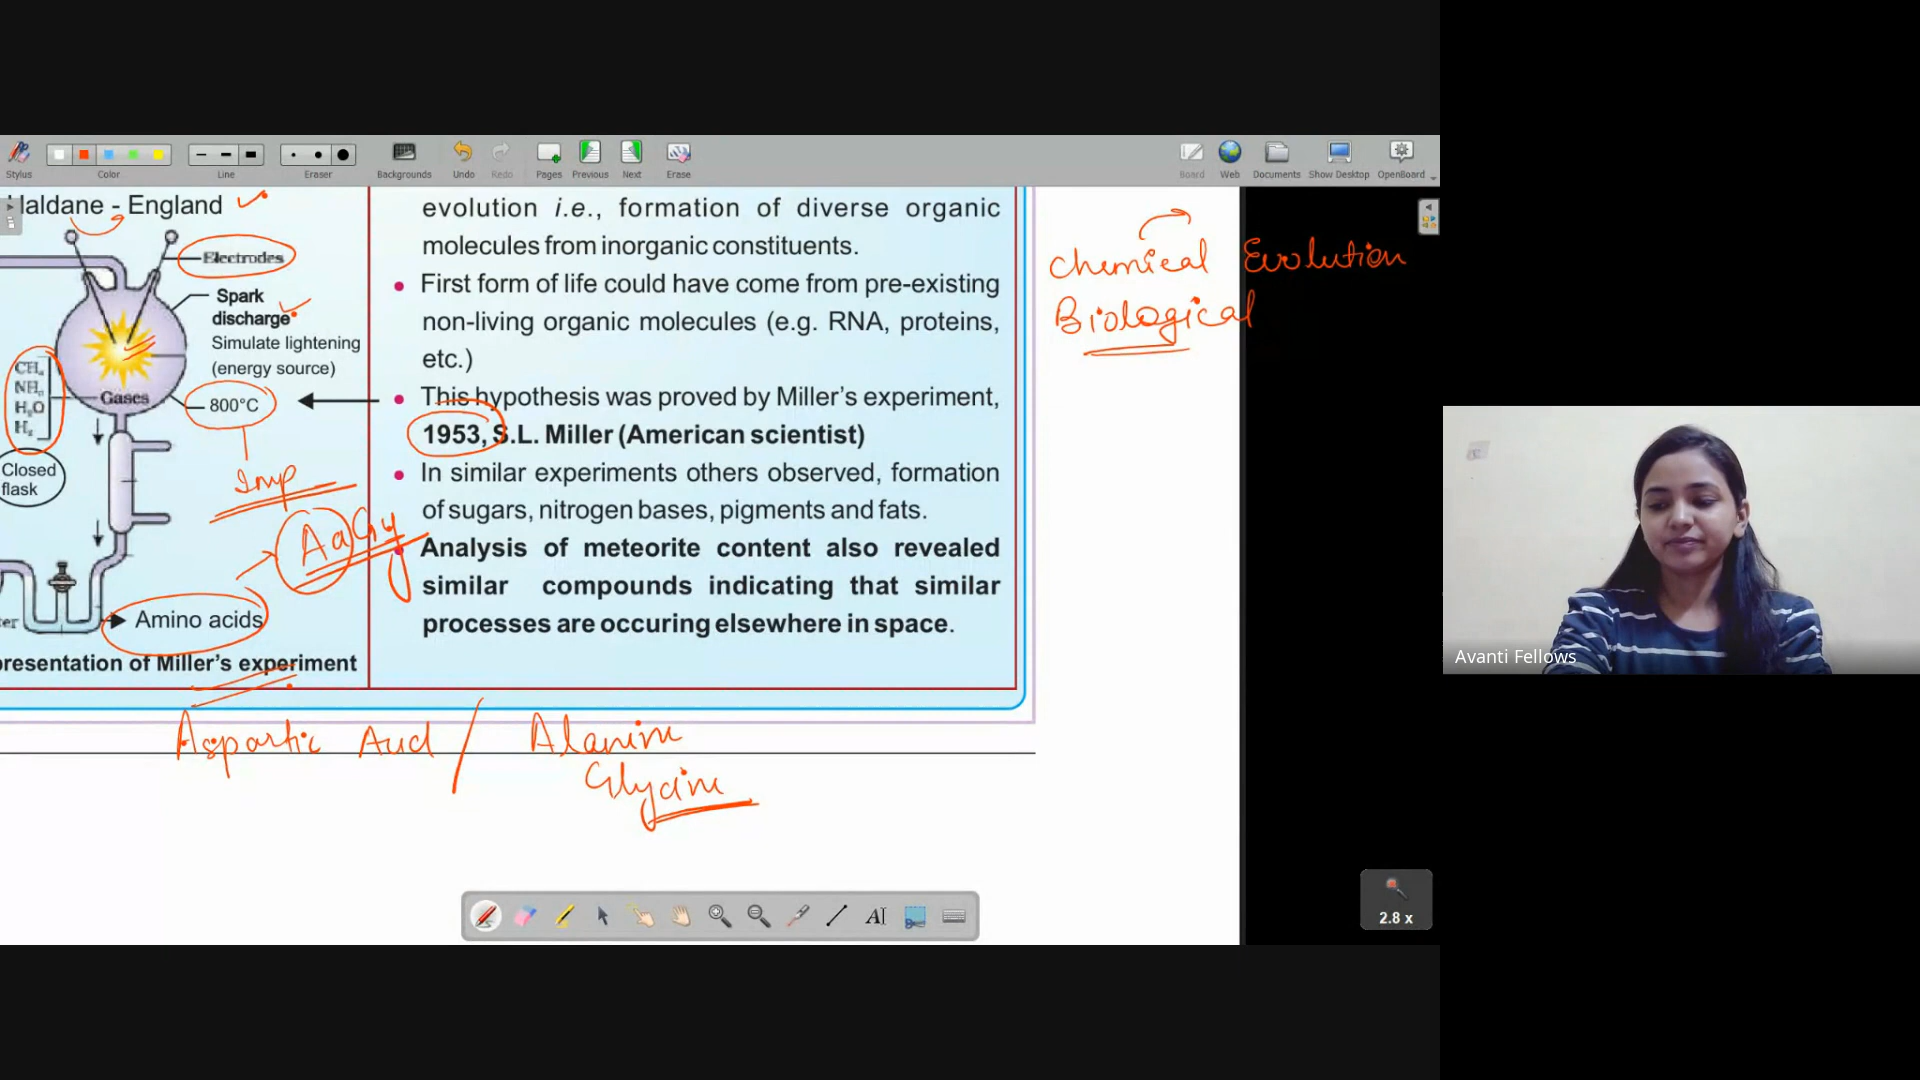 Stylus
Color
Line
Eraser
Backgrounds
Undo
Redo
Pages
Previous
Next
Erase
Board
Web
Documents
Show Desktop
OpenBoard
Haldane - England
Electrodes
Spark
discharge
Simulate lightening
(energy source)
CH₄
NH₃
H₂O
H₂
Gases
800°C
Imp
Closed
flask
AaGly
Amino acids
presentation of Miller's experiment
evolution i.e., formation of diverse organic
molecules from inorganic constituents.
• First form of life could have come from pre-existing
non-living organic molecules (e.g. RNA, proteins,
etc.)
• This hypothesis was proved by Miller's experiment,
1953, S.L. Miller (American scientist)
• In similar experiments others observed, formation
of sugars, nitrogen bases, pigments and fats.
• Analysis of meteorite content also revealed
similar compounds indicating that similar
processes are occuring elsewhere in space.
Chemical Evolution
Biological
Aspartic Acid / Alanine
Glycine
Avanti Fellows
2.8 x